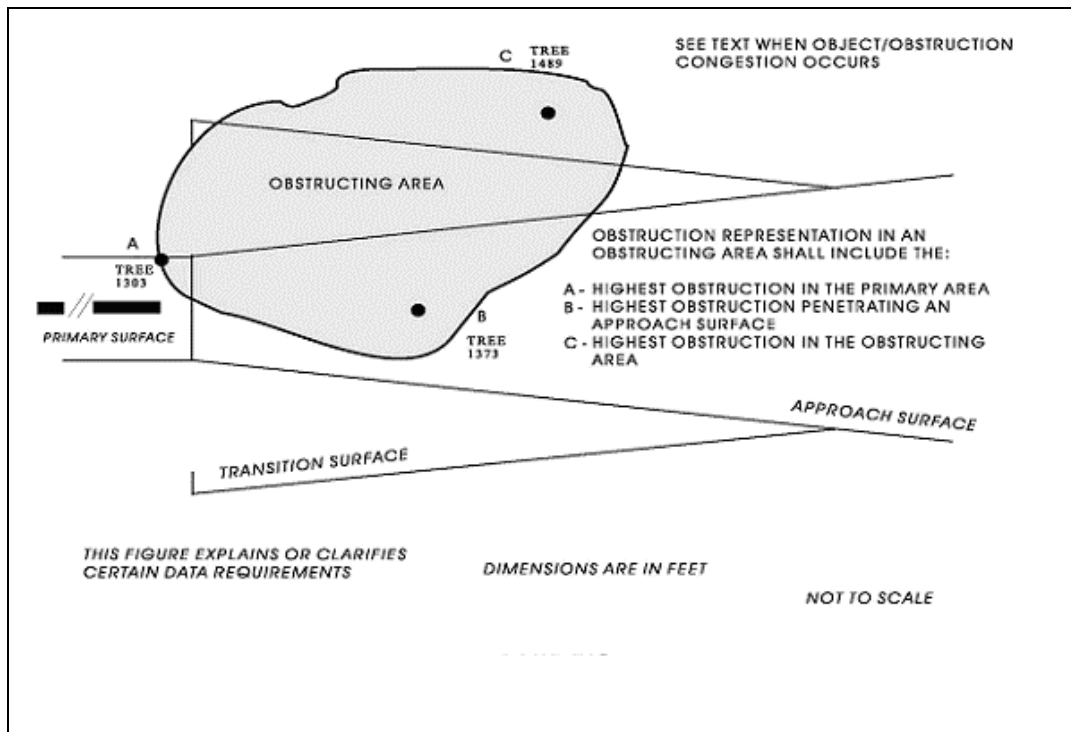 C TREE
1489
SEE TEXT WHEN OBJECT/OBSTRUCTION
CONGESTION OCCURS
OBSTRUCTING AREA
A
TREE
1303
PRIMARY SURFACE
B
TREE
1373
OBSTRUCTION REPRESENTATION IN AN
OBSTRUCTING AREA SHALL INCLUDE THE:
A - HIGHEST OBSTRUCTION IN THE PRIMARY AREA
B - HIGHEST OBSTRUCTION PENETRATING AN
APPROACH SURFACE
C - HIGHEST OBSTRUCTION IN THE OBSTRUCTING
AREA
APPROACH SURFACE
TRANSITION SURFACE
THIS FIGURE EXPLAINS OR CLARIFIES
CERTAIN DATA REQUIREMENTS
DIMENSIONS ARE IN FEET
NOT TO SCALE